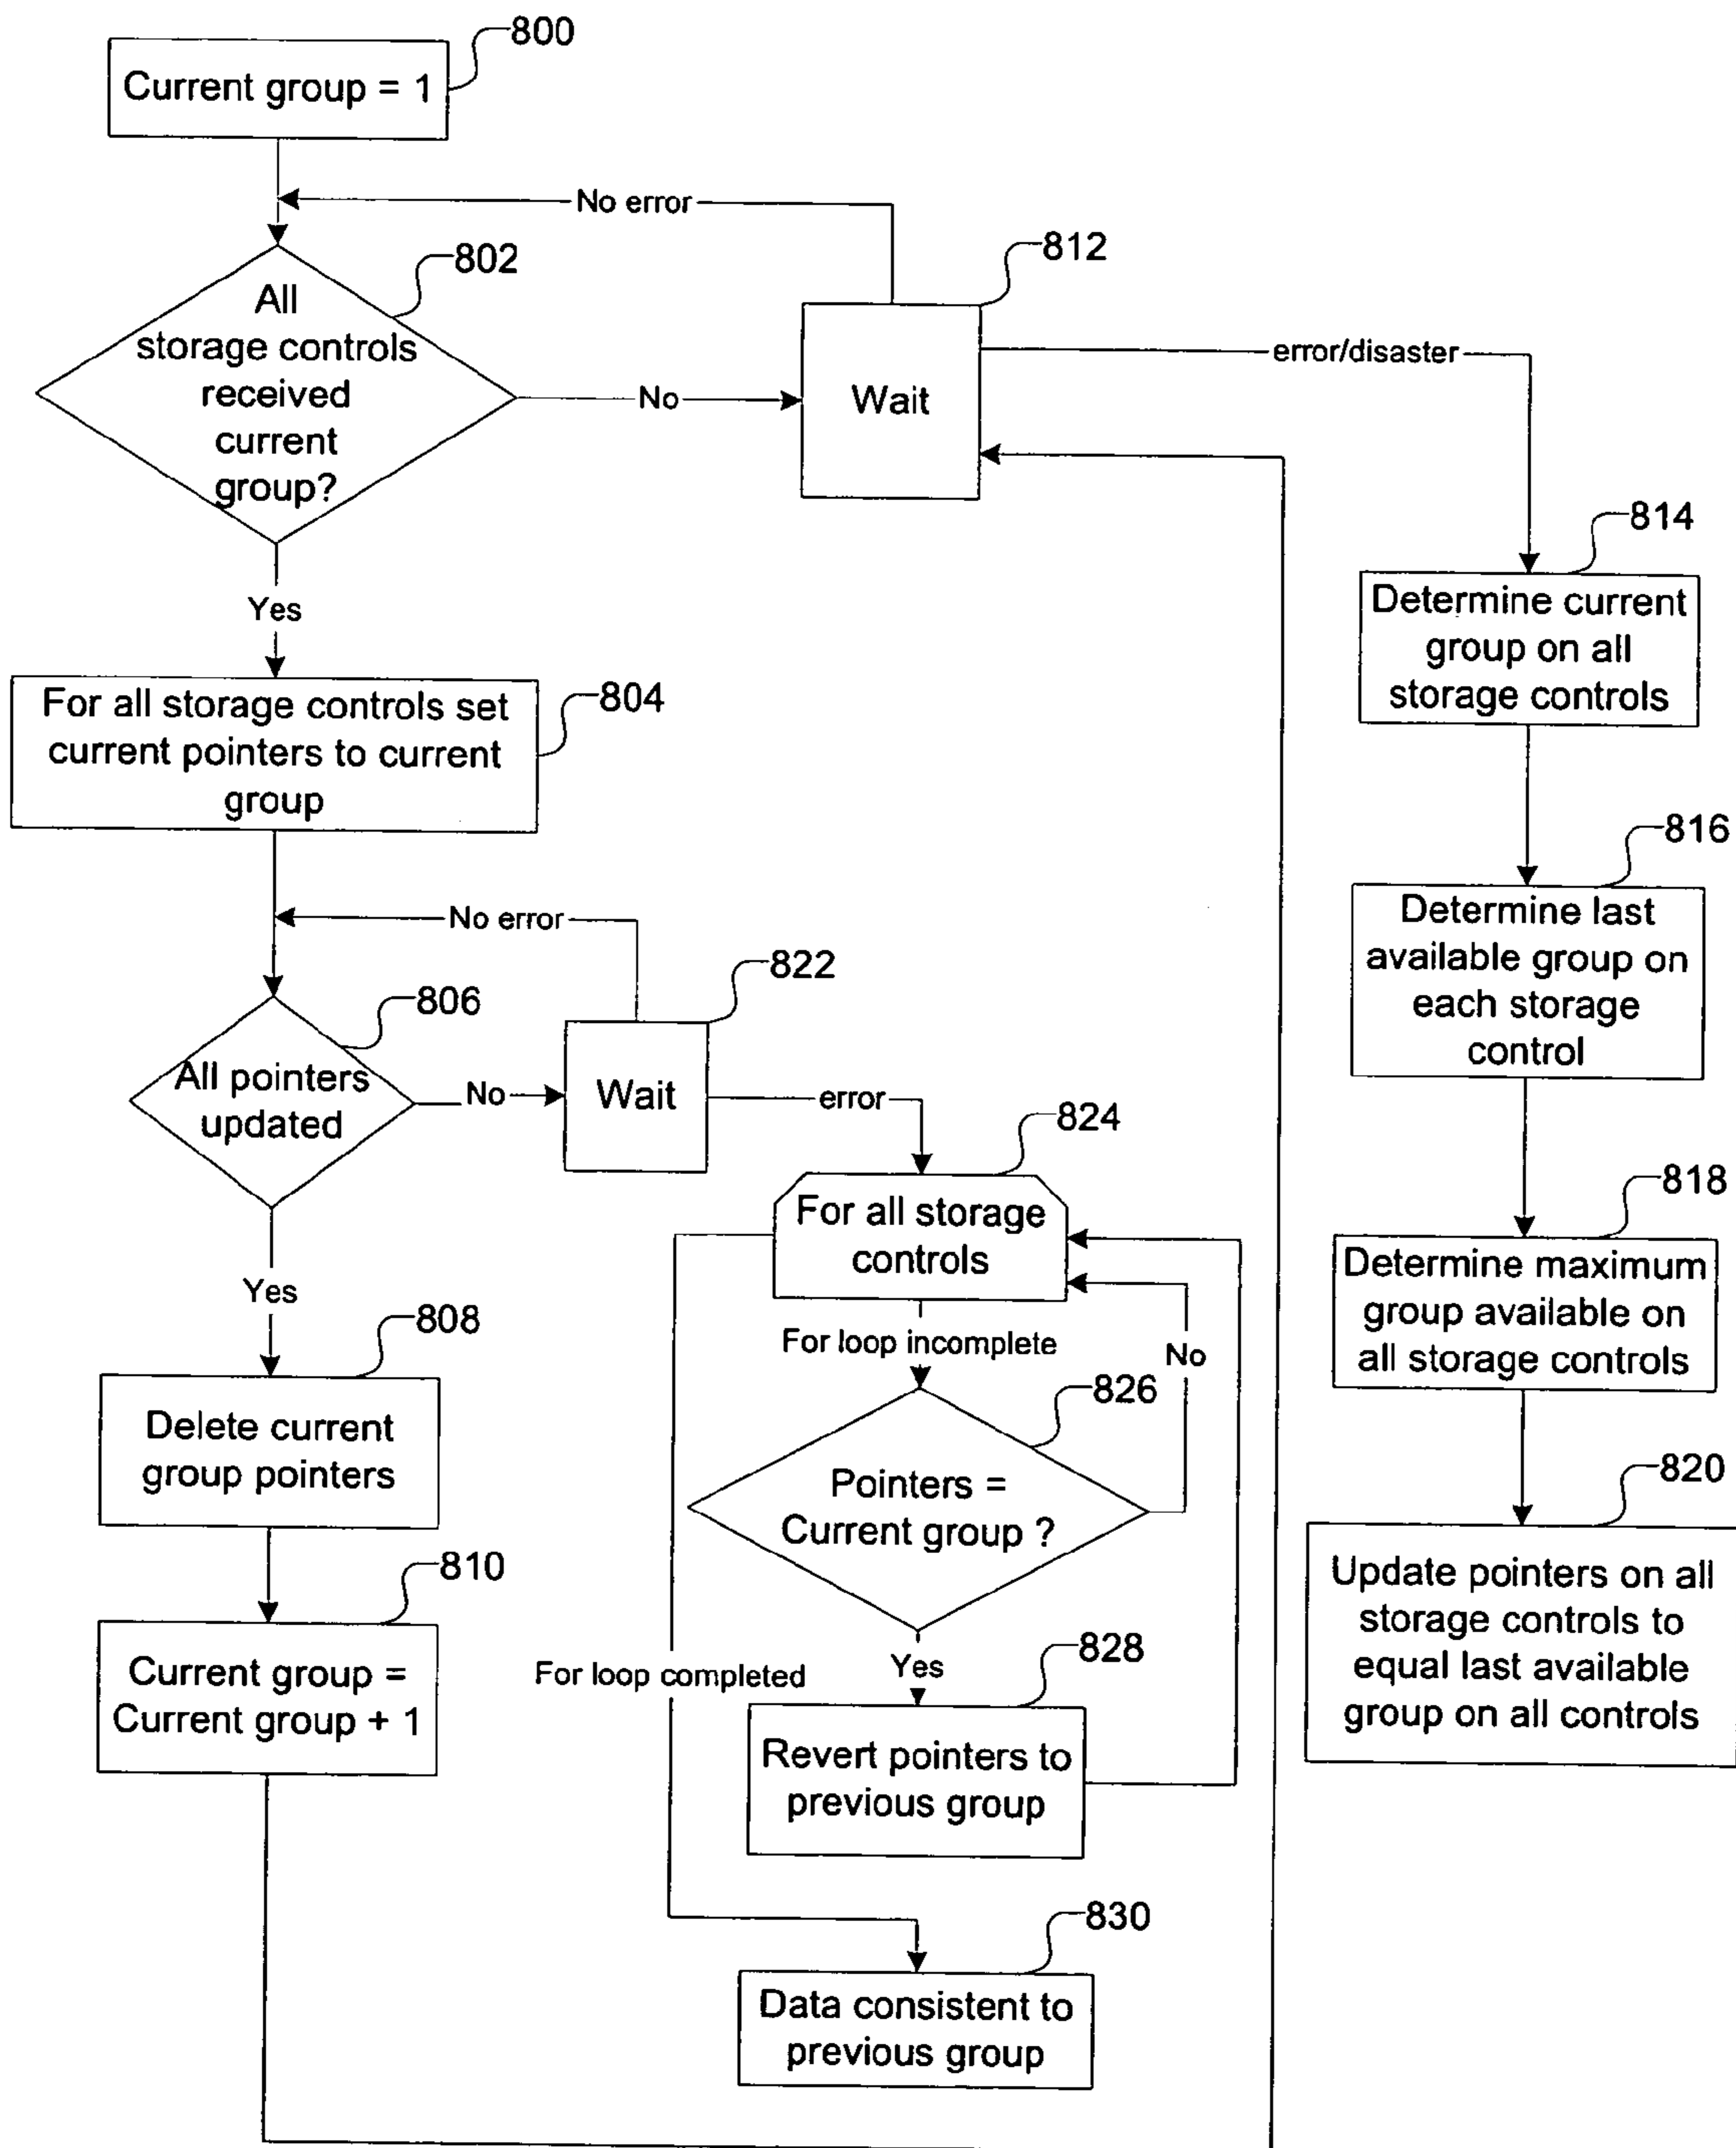 800
Current group = 1
No error
802
812
All
storage controls
received
current
group?
No
Wait
error/disaster
814
Determine current
group on all
storage controls
Yes
804
For all storage controls set
current pointers to current
group
816
Determine last
available group on
each storage
control
No error
822
806
All pointers
updated
No
Wait
error
824
For all storage
controls
818
Determine maximum
group available on
all storage controls
Yes
For loop incomplete
No
808
826
Delete current
group pointers
Pointers =
Current group ?
820
Update pointers on all
storage controls to
equal last available
group on all controls
810
Current group =
Current group + 1
For loop completed
Yes
828
Revert pointers to
previous group
830
Data consistent to
previous group